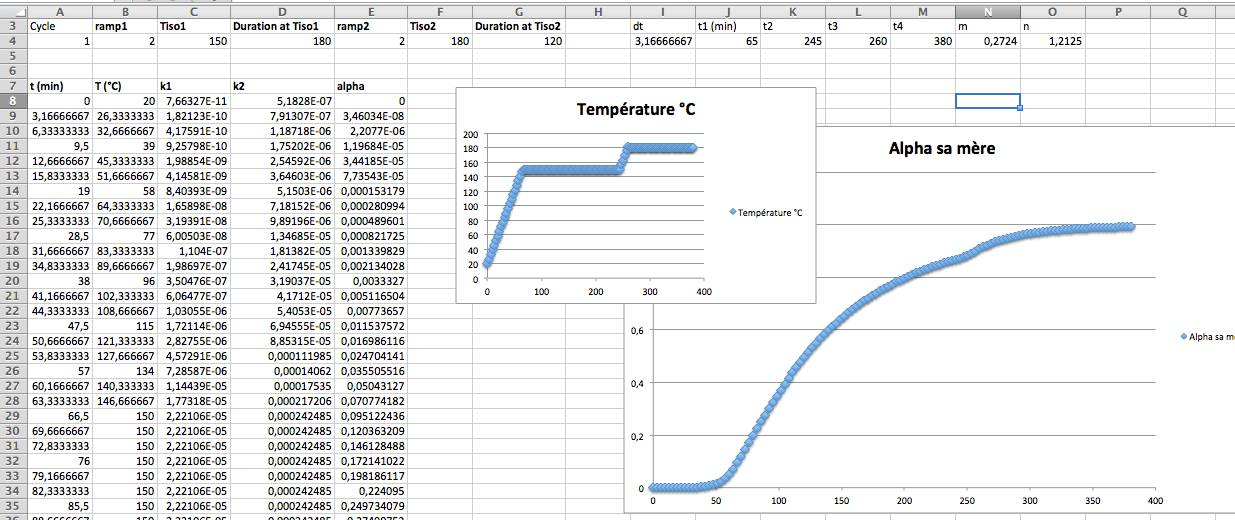 A B C D E F G H I J K L M N O P Q
3 Cycle ramp1 Tiso1 Duration at Tiso1 ramp2 Tiso2 Duration at Tiso2 dt t1 (min) t2 t3 t4 m n
4 1 2 150 180 2 180 120 3,16666667 65 245 260 380 0,2724 1,2125
5
6
7 t (min) T (°C) k1 k2 alpha
8 0 20 7,66327E-11 5,1828E-07 0
9 3,16666667 26,3333333 1,82123E-10 7,91307E-07 3,46034E-08
10 6,33333333 32,6666667 4,17591E-10 1,18718E-06 2,2077E-06
11 9,5 39 9,25798E-10 1,75202E-06 1,19684E-05
12 12,6666667 45,3333333 1,98854E-09 2,54592E-06 3,44185E-05
13 15,8333333 51,6666667 4,14581E-09 3,64603E-06 7,73543E-05
14 19 58 8,40393E-09 5,1503E-06 0,000153179
15 22,1666667 64,3333333 1,65898E-08 7,18152E-06 0,000280994
16 25,3333333 70,6666667 3,19391E-08 9,89196E-06 0,000489601
17 28,5 77 6,00503E-08 1,34685E-05 0,000821725
18 31,6666667 83,3333333 1,104E-07 1,81382E-05 0,001339829
19 34,8333333 89,6666667 1,98697E-07 2,41745E-05 0,002134028
20 38 96 3,50476E-07 3,19037E-05 0,0033327
21 41,1666667 102,333333 6,06477E-07 4,1712E-05 0,005116504
22 44,3333333 108,666667 1,03055E-06 5,4053E-05 0,00773657
23 47,5 115 1,72114E-06 6,94555E-05 0,011537572
24 50,6666667 121,333333 2,82755E-06 8,85315E-05 0,016986116
25 53,8333333 127,666667 4,57291E-06 0,000111985 0,024704141
26 57 134 7,28587E-06 0,00014062 0,035505516
27 60,1666667 140,333333 1,14439E-05 0,00017535 0,05043127
28 63,3333333 146,666667 1,77318E-05 0,000217206 0,070774182
29 66,5 150 2,22106E-05 0,000242485 0,095122436
30 69,6666667 150 2,22106E-05 0,000242485 0,120363209
31 72,8333333 150 2,22106E-05 0,000242485 0,146128488
32 76 150 2,22106E-05 0,000242485 0,172141022
33 79,1666667 150 2,22106E-05 0,000242485 0,198186117
34 82,3333333 150 2,22106E-05 0,000242485 0,224095
35 85,5 150 2,22106E-05 0,000242485 0,249734079
Température °C
200
180
160
140
120
100
80
60
40
20
0
0 100 200 300 400
Température °C
Alpha sa mère
0,6
0,4
0,2
0
0 50 100 150 200 250 300 350 400
Alpha sa m